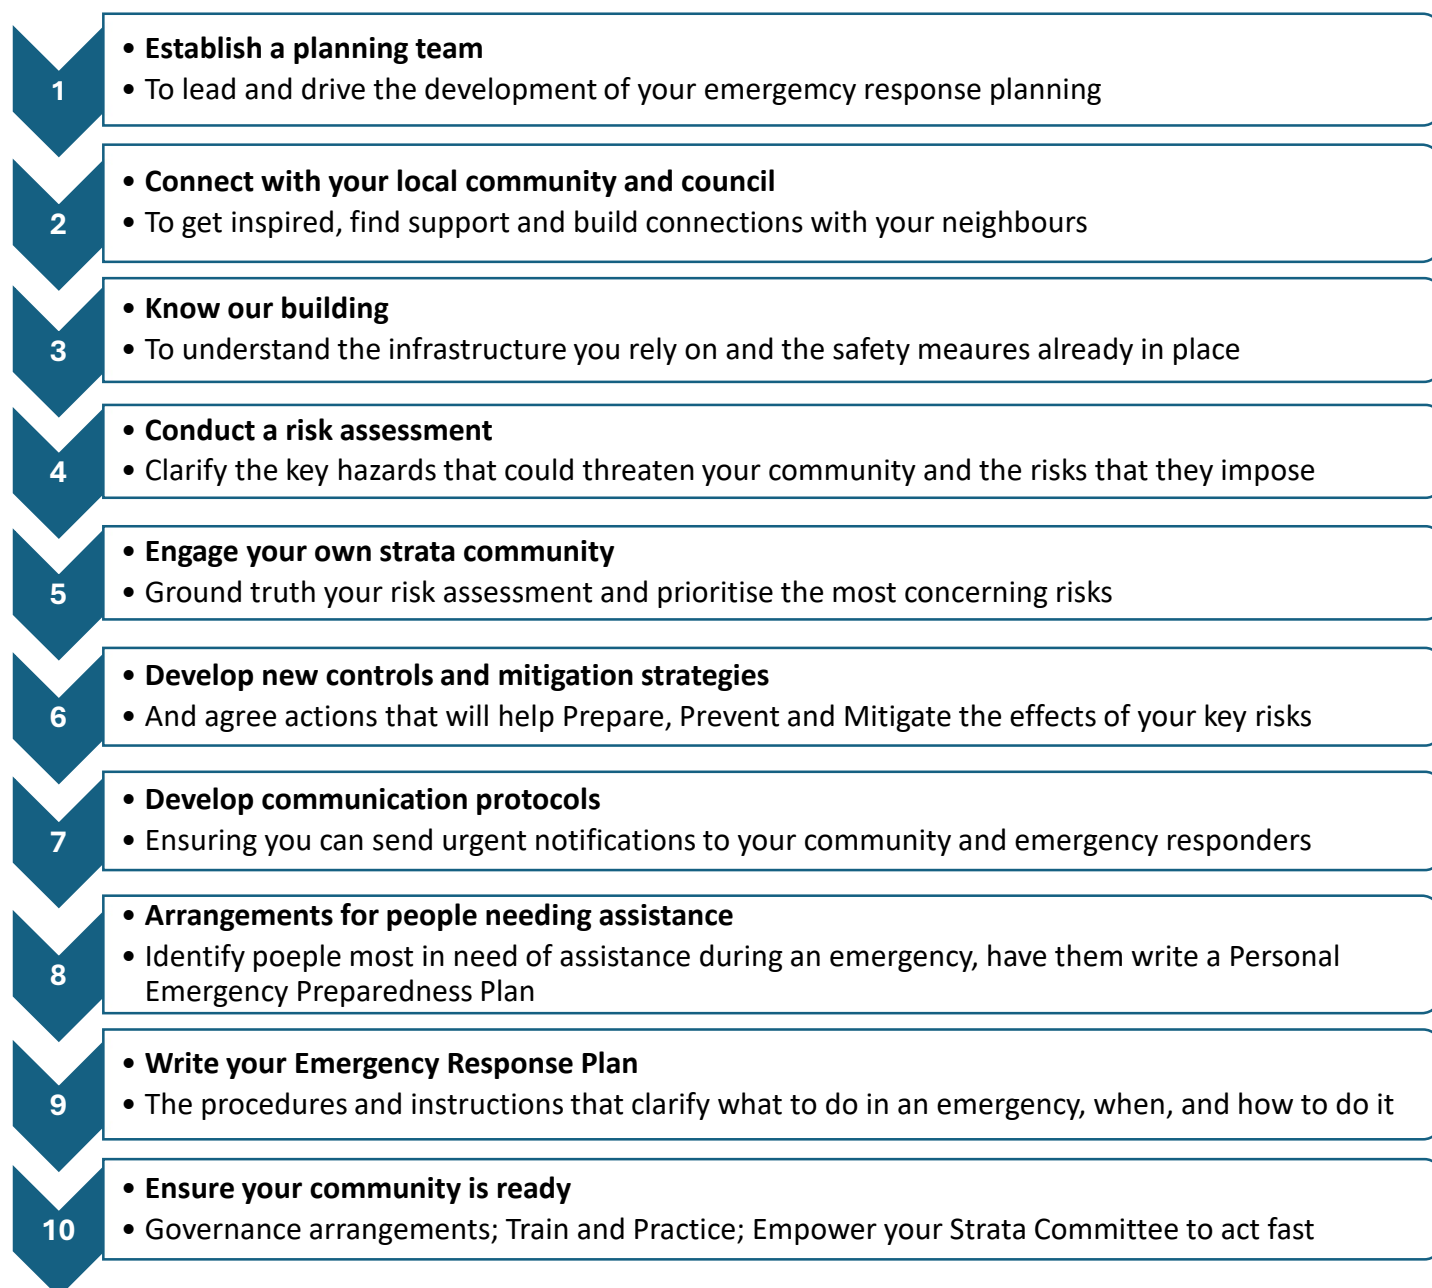 1
• Establish a planning team
• To lead and drive the development of your emergemcy response planning
2
• Connect with your local community and council
• To get inspired, find support and build connections with your neighbours
3
• Know our building
• To understand the infrastructure you rely on and the safety meaures already in place
4
• Conduct a risk assessment
• Clarify the key hazards that could threaten your community and the risks that they impose
5
• Engage your own strata community
• Ground truth your risk assessment and prioritise the most concerning risks
6
• Develop new controls and mitigation strategies
• And agree actions that will help Prepare, Prevent and Mitigate the effects of your key risks
7
• Develop communication protocols
• Ensuring you can send urgent notifications to your community and emergency responders
8
• Arrangements for people needing assistance
• Identify poeple most in need of assistance during an emergency, have them write a Personal
Emergency Preparedness Plan
9
• Write your Emergency Response Plan
• The procedures and instructions that clarify what to do in an emergency, when, and how to do it
10
• Ensure your community is ready
• Governance arrangements; Train and Practice; Empower your Strata Committee to act fast